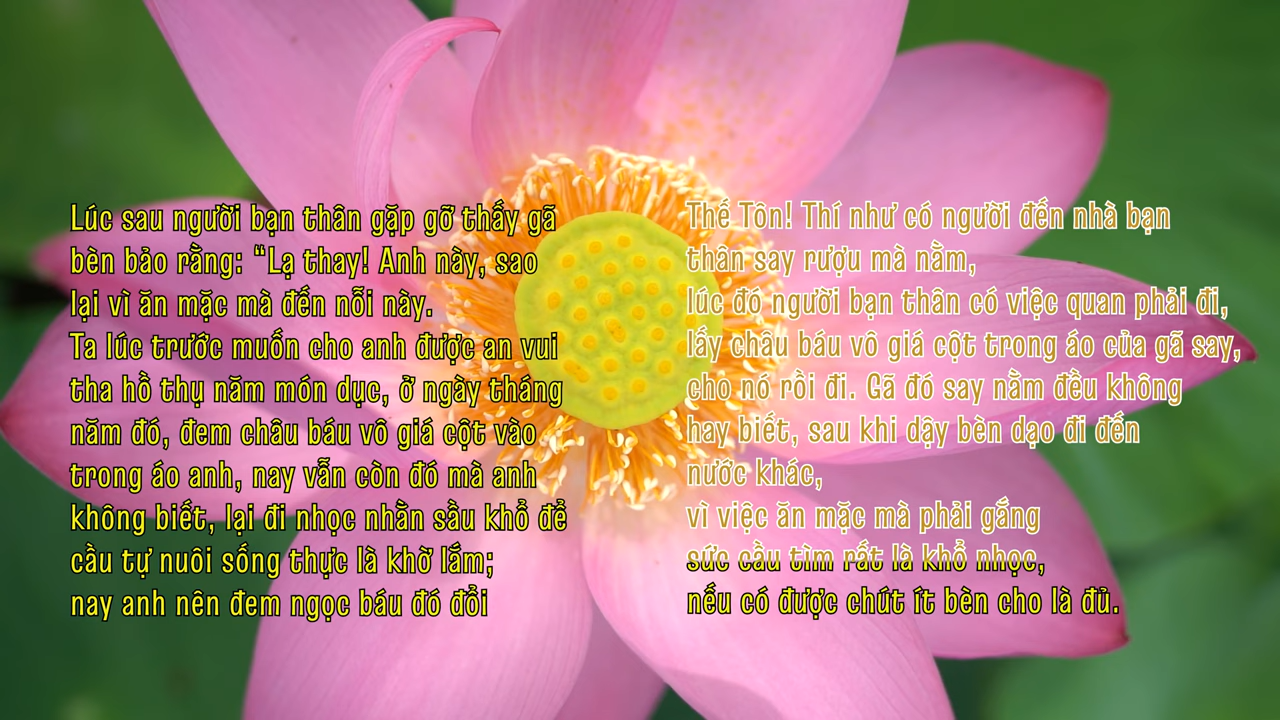 Lúc sau người bạn thân gặp gỡ thấy gã
bèn bảo rằng: “Lạ thay! Anh này, sao
lại vì ăn mặc mà đến nỗi này.
Ta lúc trước muốn cho anh được an vui
tha hồ thụ năm món dục, ở ngày tháng
năm đó, đem châu báu vô giá cột vào
trong áo anh, nay vẫn còn đó mà anh
không biết, lại đi nhọc nhằn sầu khổ để
cầu tự nuôi sống thực là khờ lắm;
nay anh nên đem ngọc báu đó đổi
Thế Tôn! Thí như có người đến nhà bạn
thân say rượu mà nằm,
lúc đó người bạn thân có việc quan phải đi,
lấy châu báu vô giá cột trong áo của gã say,
cho nó rồi đi. Gã đó say nằm đều không
hay biết, sau khi dậy bèn dạo đi đến
nước khác,
vì việc ăn mặc mà phải gắng
sức cầu tìm rất là khổ nhọc,
nếu có được chút ít bèn cho là đủ.